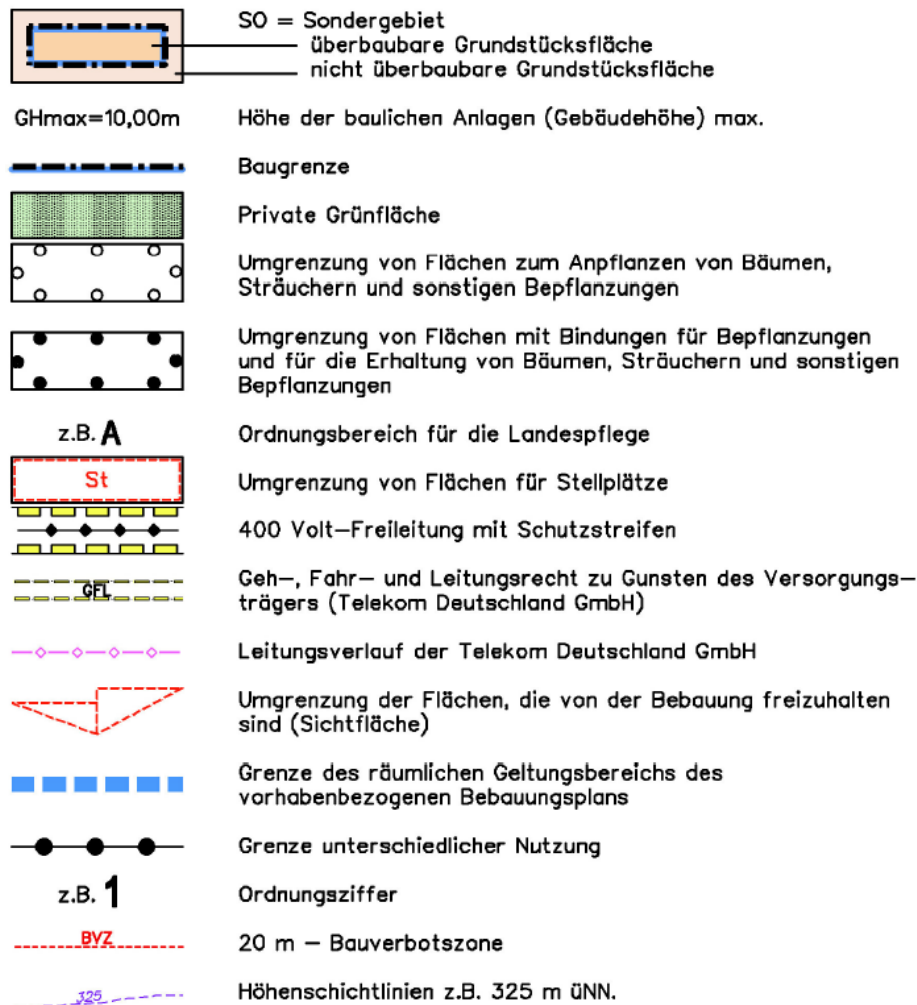 SO = Sondergebiet
überbaubare Grundstücksfläche
nicht überbaubare Grundstücksfläche
GHmax=10,00m Höhe der baulichen Anlagen (Gebäudehöhe) max.
Baugrenze
Private Grünfläche
Umgrenzung von Flächen zum Anpflanzen von Bäumen,
Sträuchern und sonstigen Bepflanzungen
Umgrenzung von Flächen mit Bindungen für Bepflanzungen
und für die Erhaltung von Bäumen, Sträuchern und sonstigen
Bepflanzungen
z.B. A Ordnungsbereich für die Landespflege
St Umgrenzung von Flächen für Stellplätze
400 Volt-Freileitung mit Schutzstreifen
Geh-, Fahr- und Leitungsrecht zu Gunsten des Versorgungs-
GFL trägers (Telekom Deutschland GmbH)
Leitungsverlauf der Telekom Deutschland GmbH
Umgrenzung der Flächen, die von der Bebauung freizuhalten
sind (Sichtfläche)
Grenze des räumlichen Geltungsbereichs des
vorhabenbezogenen Bebauungsplans
Grenze unterschiedlicher Nutzung
z.B. 1 Ordnungsziffer
BVZ 20 m - Bauverbotszone
325 Höhenschichtlinien z.B. 325 m üNN.